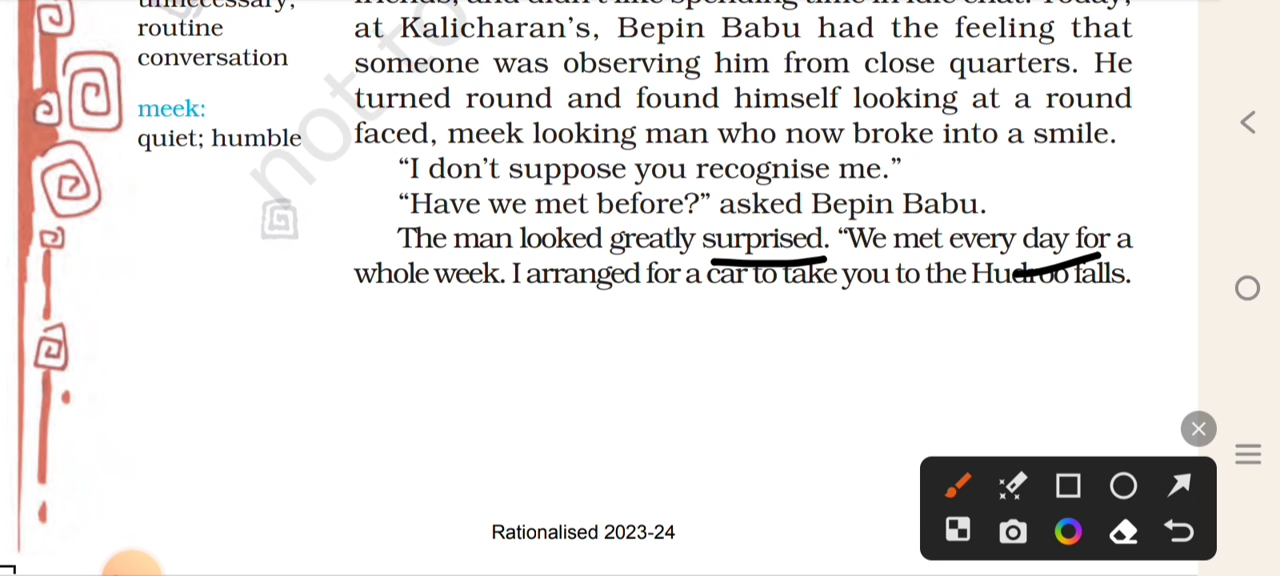 unnecessary,
routine
conversation
meek:
quiet; humble
at Kalicharan's, Bepin Babu had the feeling that
someone was observing him from close quarters. He
turned round and found himself looking at a round
faced, meek looking man who now broke into a smile.
“I don't suppose you recognise me.”
“Have we met before?” asked Bepin Babu.
The man looked greatly surprised. “We met every day for a
whole week. I arranged for a car to take you to the Hudroo falls.
not to
Rationalised 2023-24